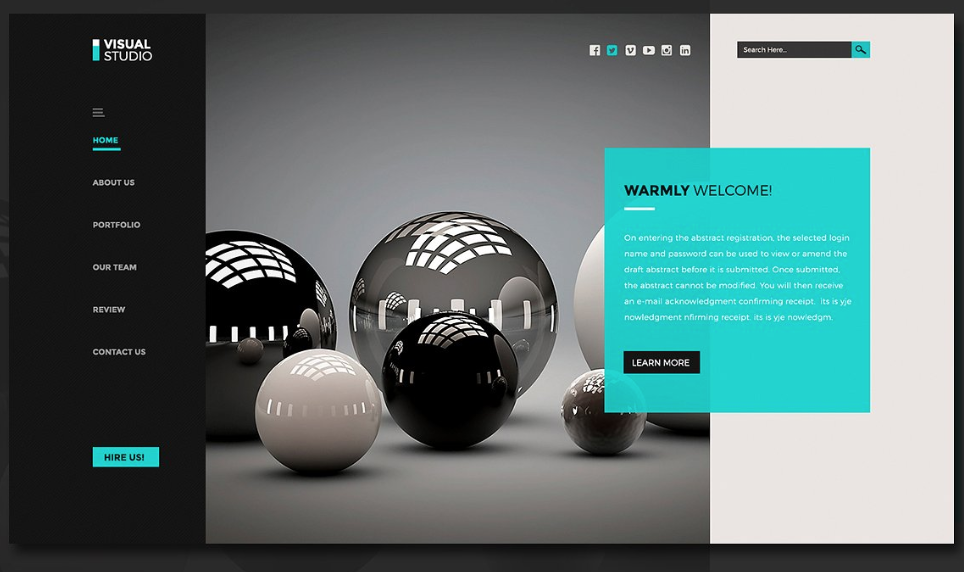 VISUAL
STUDIO
HOME
ABOUT US
PORTFOLIO
OUR TEAM
REVIEW
CONTACT US
HIRE US!
Search Here...
WARMLY WELCOME!
On entering the abstract registration, the selected login
name and password can be used to view or amend the
draft abstract before it is submitted. Once submitted,
the abstract cannot be modified. You will then receive
an e-mail acknowledgment confirming receipt. Its is yje
nowledgment nfirming receipt. its is yje nowledgm.
LEARN MORE